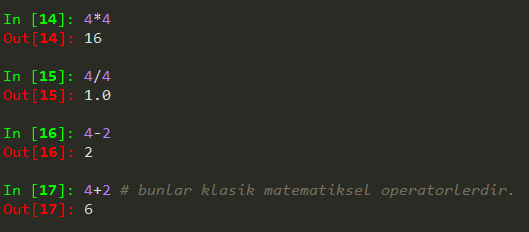 In [14]: 4*4
Out[14]: 16
In [15]: 4/4
Out[15]: 1.0
In [16]: 4-2
Out[16]: 2
In [17]: 4+2 # bunlar klasik matematiksel operatorlerdir.
Out[17]: 6